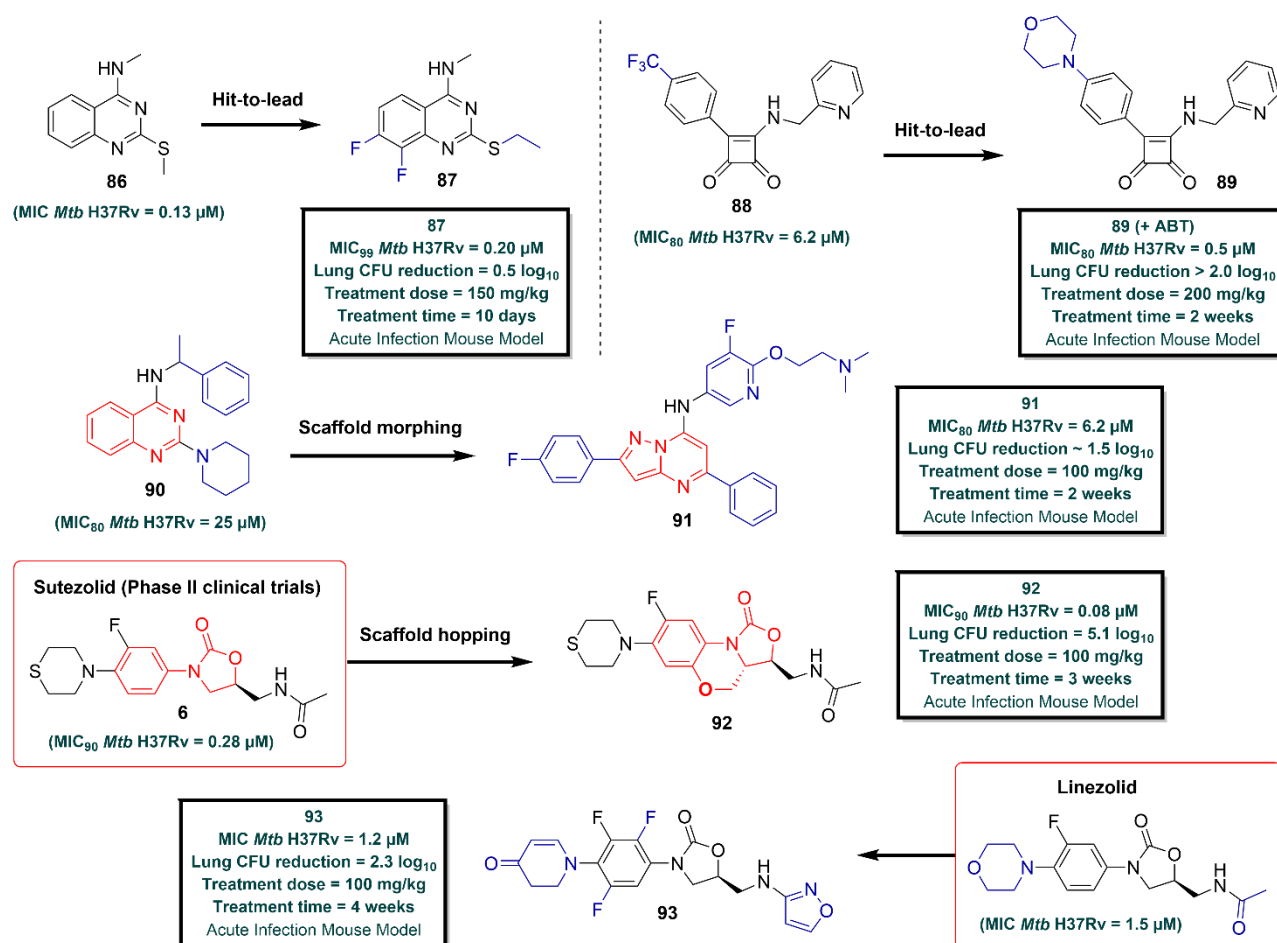 HN
N
N
S
86
(MIC Mtb H37Rv = 0.13 µM)
Hit-to-lead
HN
N
N
S
F
F
87
87
MIC₉₉ Mtb H37Rv = 0.20 µM
Lung CFU reduction = 0.5 log₁₀
Treatment dose = 150 mg/kg
Treatment time = 10 days
Acute Infection Mouse Model
F₃C
N
NH
O
O
88
(MIC₈₀ Mtb H37Rv = 6.2 µM)
Hit-to-lead
O
N
N
NH
O
O
89
89 (+ ABT)
MIC₈₀ Mtb H37Rv = 0.5 µM
Lung CFU reduction > 2.0 log₁₀
Treatment dose = 200 mg/kg
Treatment time = 2 weeks
Acute Infection Mouse Model
HN
N
N
N
90
(MIC₈₀ Mtb H37Rv = 25 µM)
Scaffold morphing
F
O
N
N
HN
N
N
N
F
91
91
MIC₈₀ Mtb H37Rv = 6.2 µM
Lung CFU reduction ~ 1.5 log₁₀
Treatment dose = 100 mg/kg
Treatment time = 2 weeks
Acute Infection Mouse Model
Sutezolid (Phase II clinical trials)
F
O
S
N
N
O
H
N
O
6
(MIC₉₀ Mtb H37Rv = 0.28 µM)
Scaffold hopping
F
O
S
N
N
O
O
H
N
O
92
92
MIC₉₀ Mtb H37Rv = 0.08 µM
Lung CFU reduction = 5.1 log₁₀
Treatment dose = 100 mg/kg
Treatment time = 3 weeks
Acute Infection Mouse Model
93
MIC Mtb H37Rv = 1.2 µM
Lung CFU reduction = 2.3 log₁₀
Treatment dose = 100 mg/kg
Treatment time = 4 weeks
Acute Infection Mouse Model
F
F
O
O
N
N
O
F
H
N
N
O
93
Linezolid
F
O
O
N
N
O
H
N
O
(MIC Mtb H37Rv = 1.5 µM)